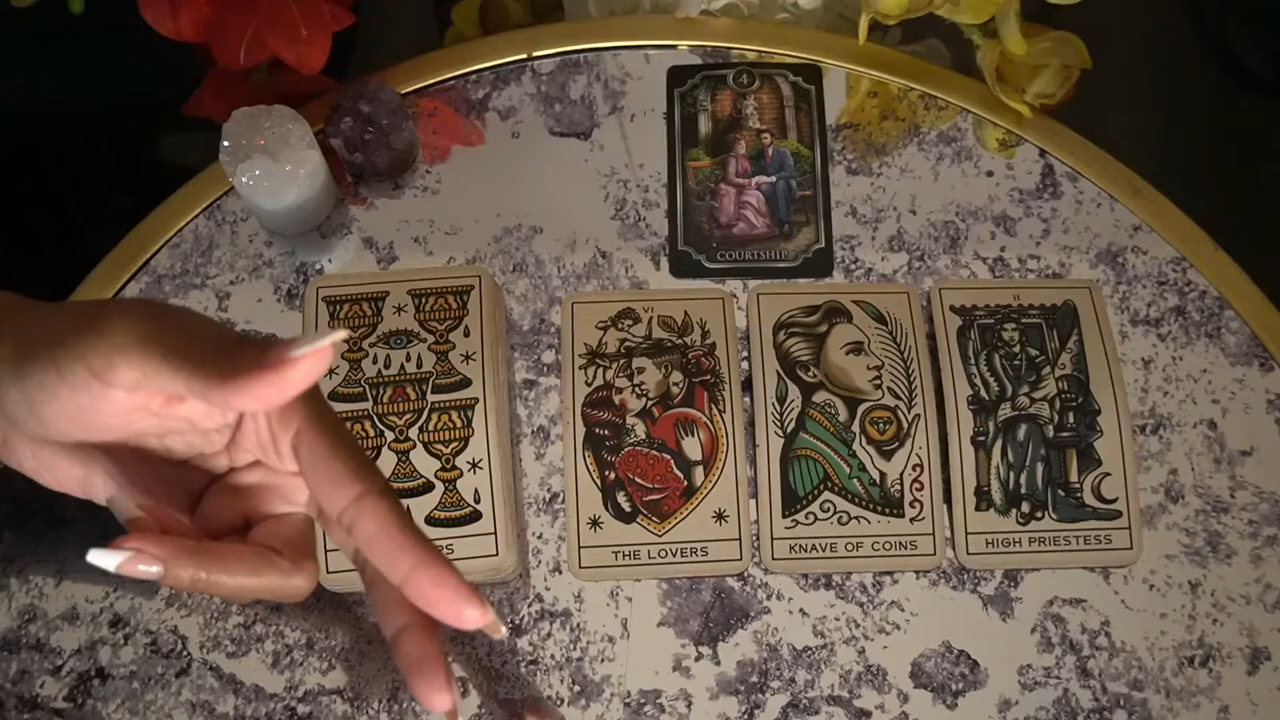 4
COURTSHIP
VI
THE LOVERS
KNAVE OF COINS
II
HIGH PRIESTESS